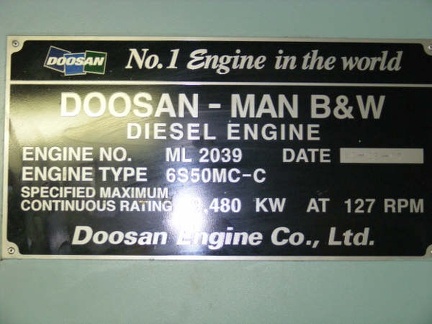 DOOSAN No.1 Engine in the world
DOOSAN - MAN B&W
DIESEL ENGINE
ENGINE NO. ML 2039 DATE
ENGINE TYPE 6S50MC-C
SPECIFIED MAXIMUM
CONTINUOUS RATING ,480 KW AT 127 RPM
Doosan Engine Co., Ltd.